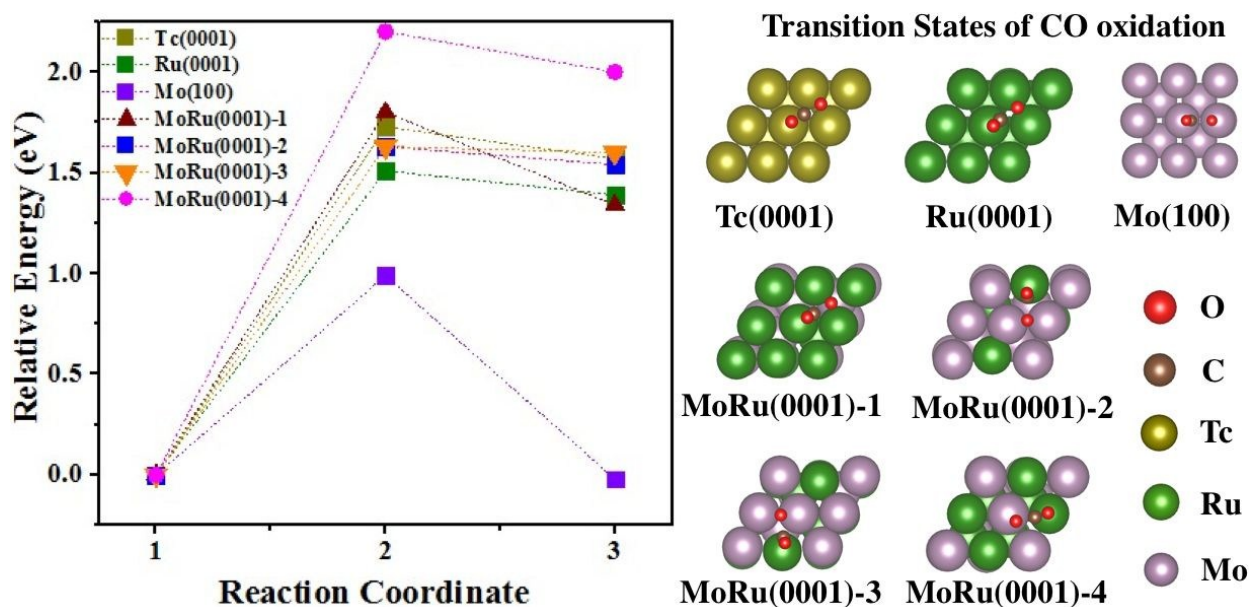 Relative Energy (eV)
2.0
1.5
1.0
0.5
0.0
1
2
3
Reaction Coordinate
Tc(0001)
Ru(0001)
Mo(100)
MoRu(0001)-1
MoRu(0001)-2
MoRu(0001)-3
MoRu(0001)-4
Transition States of CO oxidation
Tc(0001)
Ru(0001)
Mo(100)
MoRu(0001)-1
MoRu(0001)-2
MoRu(0001)-3
MoRu(0001)-4
O
C
Tc
Ru
Mo